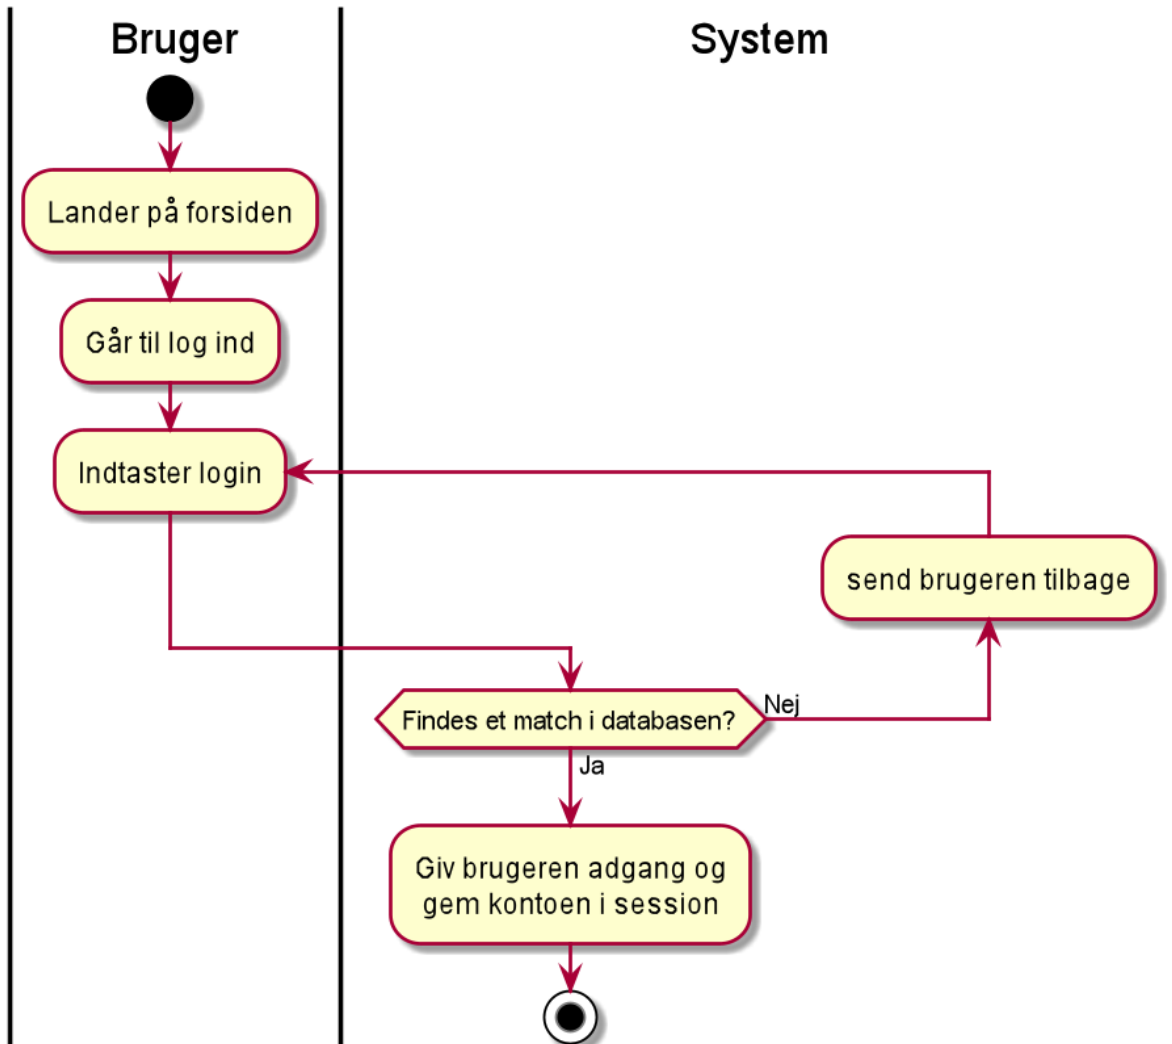 Bruger
System
Lander på forsiden
Går til log ind
Indtaster login
send brugeren tilbage
Findes et match i databasen?
Nej
Ja
Giv brugeren adgang og
gem kontoen i session